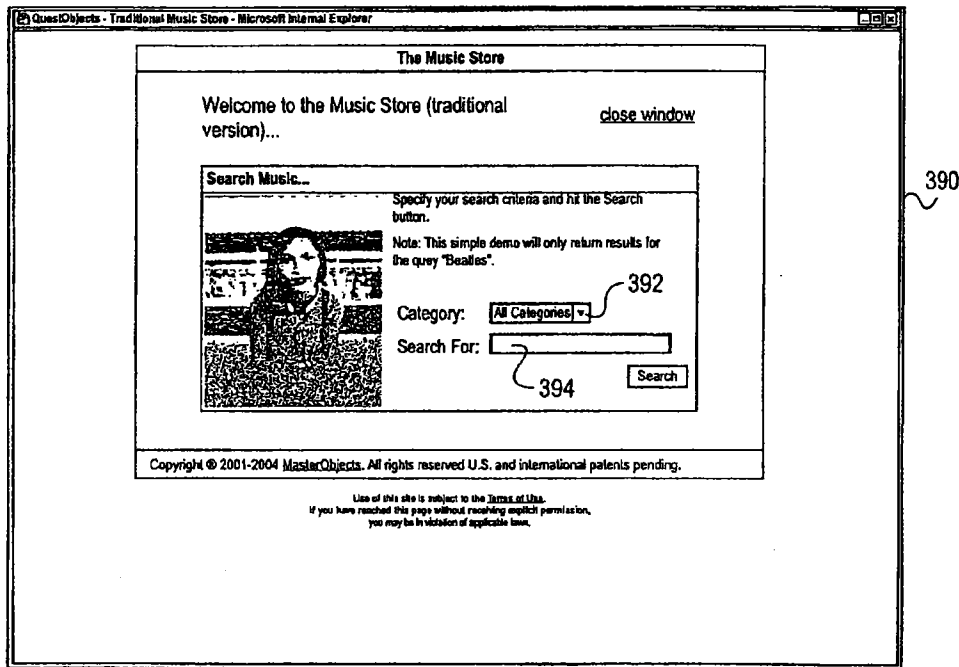 QuestObjects - Traditional Music Store - Microsoft Internal Explorer
The Music Store
Welcome to the Music Store (traditional
version)...
close window
Search Music...
Specify your search criteria and hit the Search
button.
Note: This simple demo will only return results for
the quey "Beatles".
390
392
Category:
All Categories
Search For:
394
Search
Copyright © 2001-2004 MasterObjects. All rights reserved U.S. and international patents pending.
Use of this site is subject to the Terms of Use.
If you have reached this page without receiving explicit permission,
you may be in violation of applicable laws.